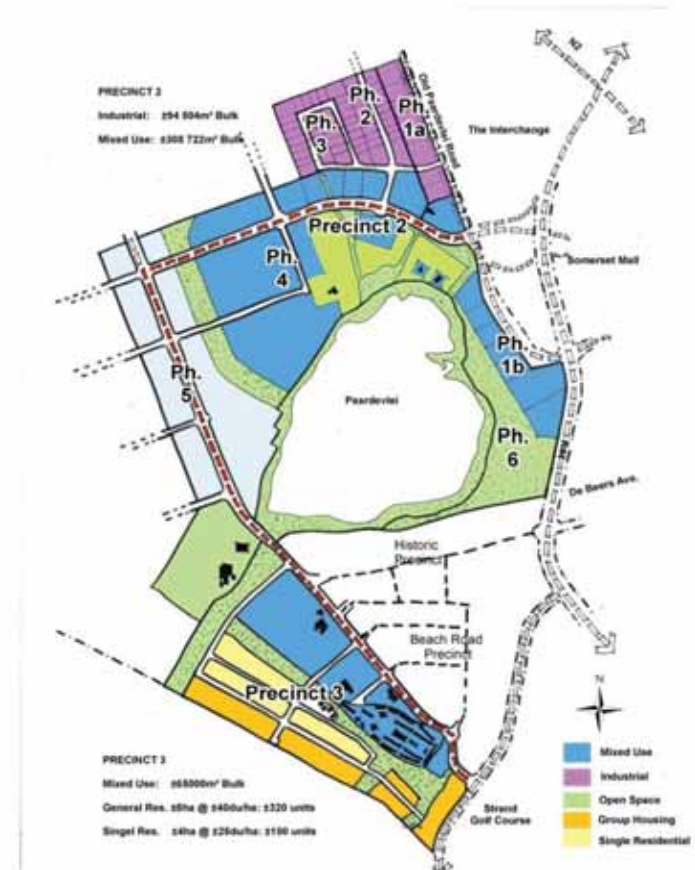 PRECINCT 2
Industrial: ±94 504m² Bulk
Mixed Use: ±308 722m² Bulk
N2
Old Paardevlei Road
The Interchange
Ph.
2
Ph.
1a
Ph.
3
Precinct 2
Somerset Mall
Ph.
4
Ph.
1b
Ph.
5
Paardevlei
Ph.
6
R44
De Beers Ave.
Historic
Precinct
Beach Road
Precinct
Precinct 3
N
PRECINCT 3
Mixed Use: ±65000m² Bulk
General Res. ±8ha @ ±40du/ha: ±320 units
Singel Res. ±4ha @ ±25du/ha: ±100 units
Strand
Golf Course
Mixed Use
Industrial
Open Space
Group Housing
Single Residential